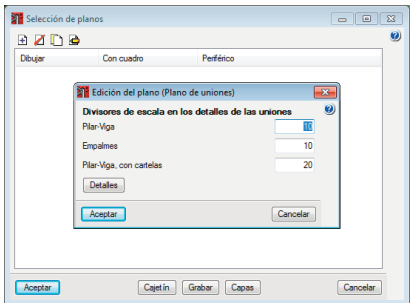 Selección de planos
Dibujar Con cuadro Periférico
Edición del plano (Plano de uniones)
Divisores de escala en los detalles de las uniones
Pilar-Viga 10
Empalmes 10
Pilar-Viga, con cartelas 20
Detalles
Aceptar Cancelar
Aceptar Cajetín Grabar Capas Cancelar